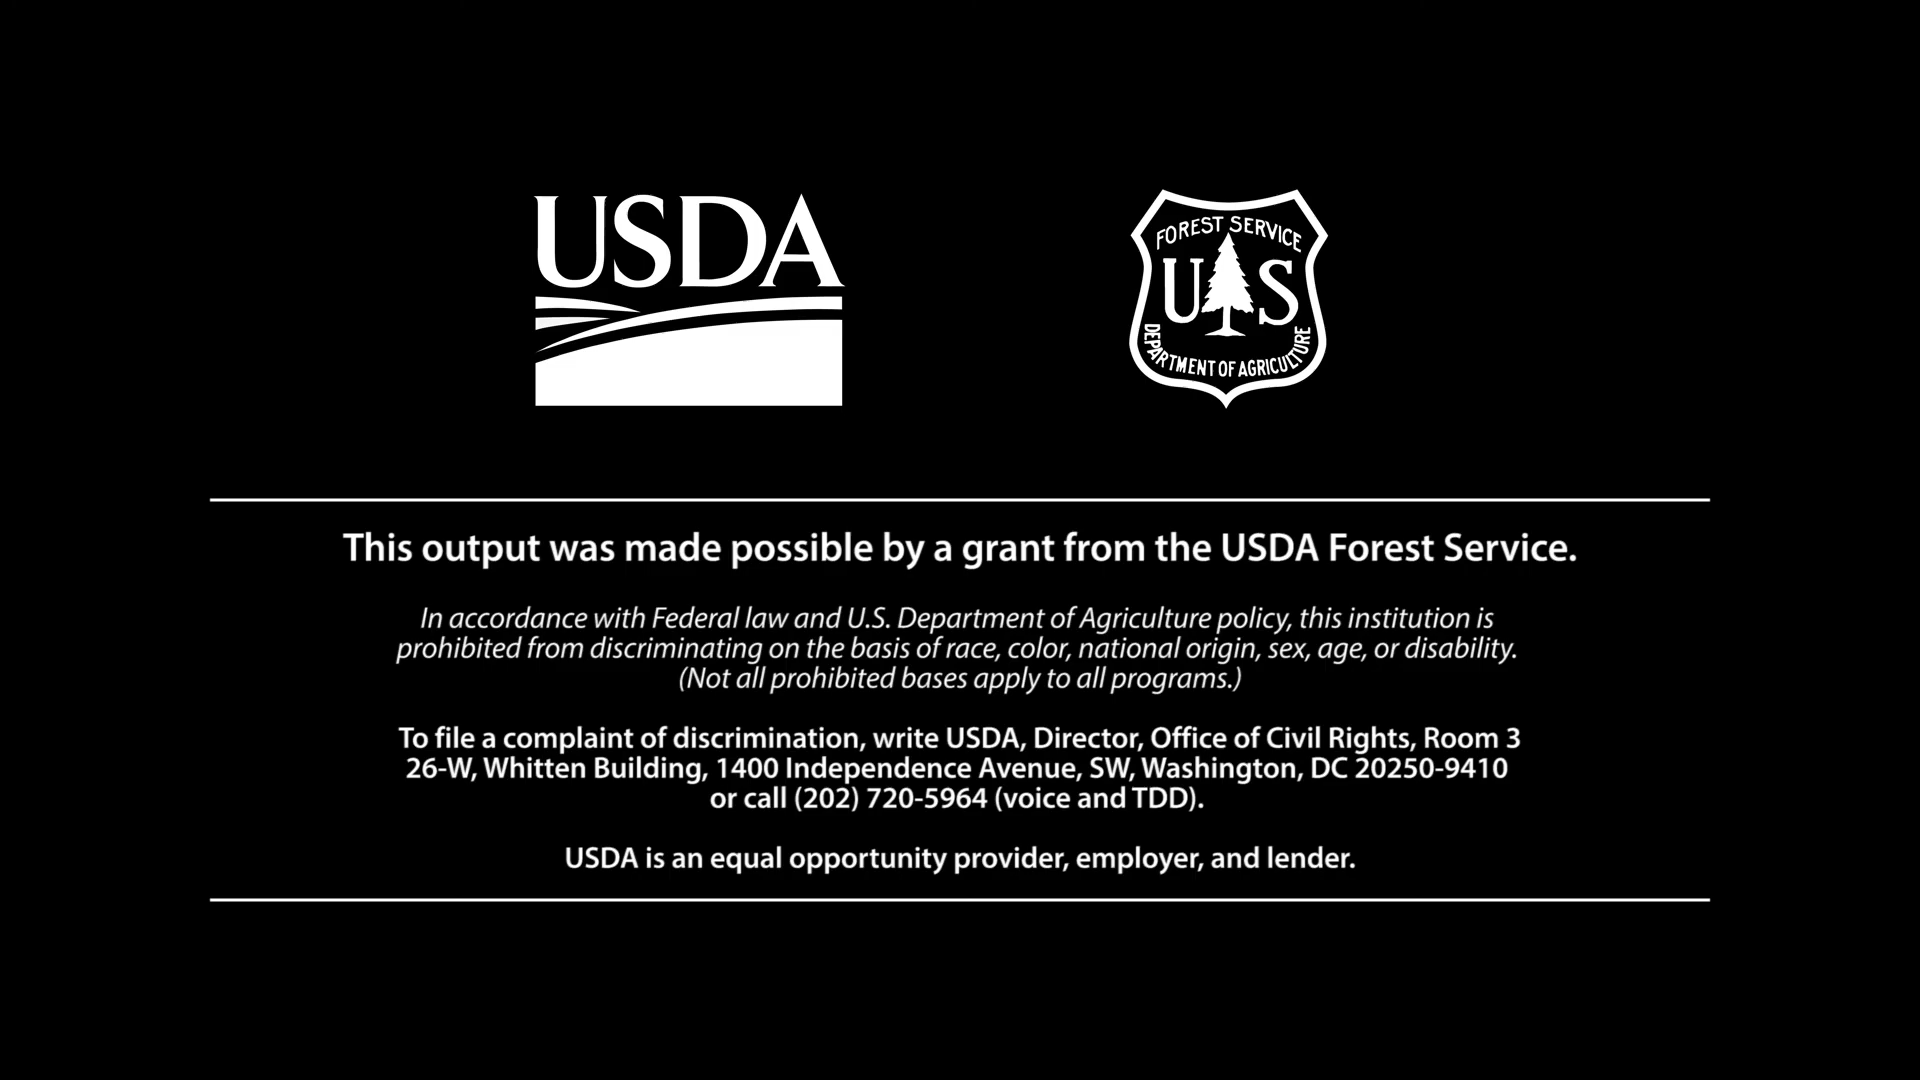 USDA
FOREST SERVICE
U S
DEPARTMENT OF AGRICULTURE
This output was made possible by a grant from the USDA Forest Service.
In accordance with Federal law and U.S. Department of Agriculture policy, this institution is
prohibited from discriminating on the basis of race, color, national origin, sex, age, or disability.
(Not all prohibited bases apply to all programs.)
To file a complaint of discrimination, write USDA, Director, Office of Civil Rights, Room 3
26-W, Whitten Building, 1400 Independence Avenue, SW, Washington, DC 20250-9410
or call (202) 720-5964 (voice and TDD).
USDA is an equal opportunity provider, employer, and lender.